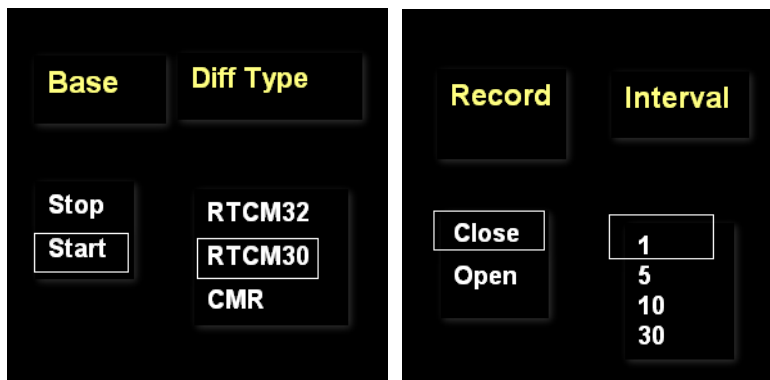 Base
Diff Type
Stop
Start
RTCM32
RTCM30
CMR
Record
Interval
Close
Open
1
5
10
30